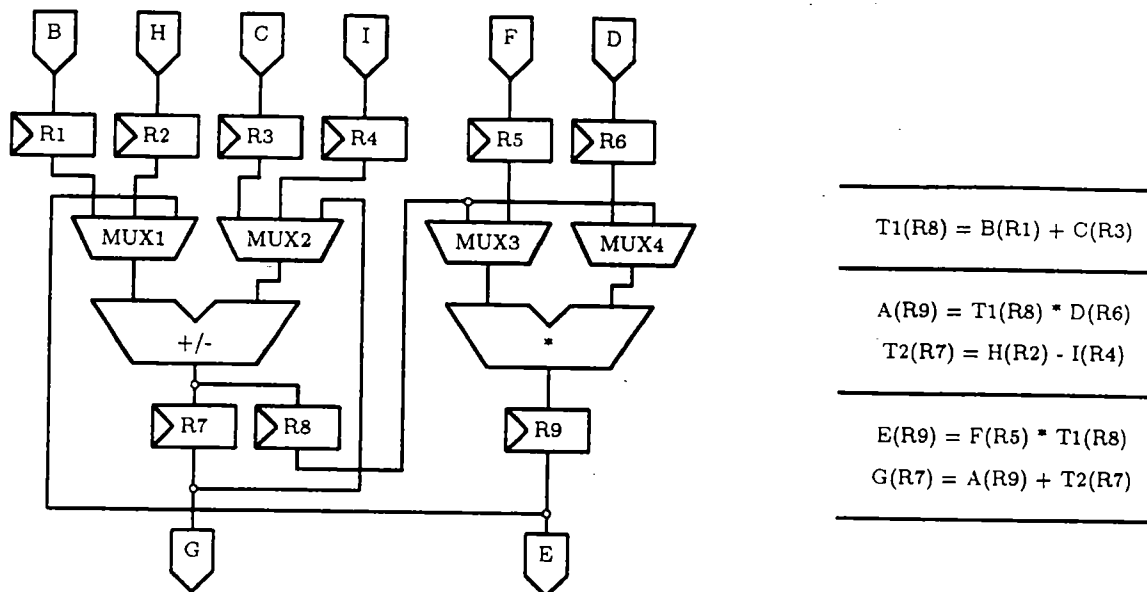 B H C I F D
R1 R2 R3 R4 R5 R6
MUX1 MUX2 MUX3 MUX4
+/- *
R7 R8 R9
G E
T1(R8) = B(R1) + C(R3)
A(R9) = T1(R8) * D(R6)
T2(R7) = H(R2) - I(R4)
E(R9) = F(R5) * T1(R8)
G(R7) = A(R9) + T2(R7)